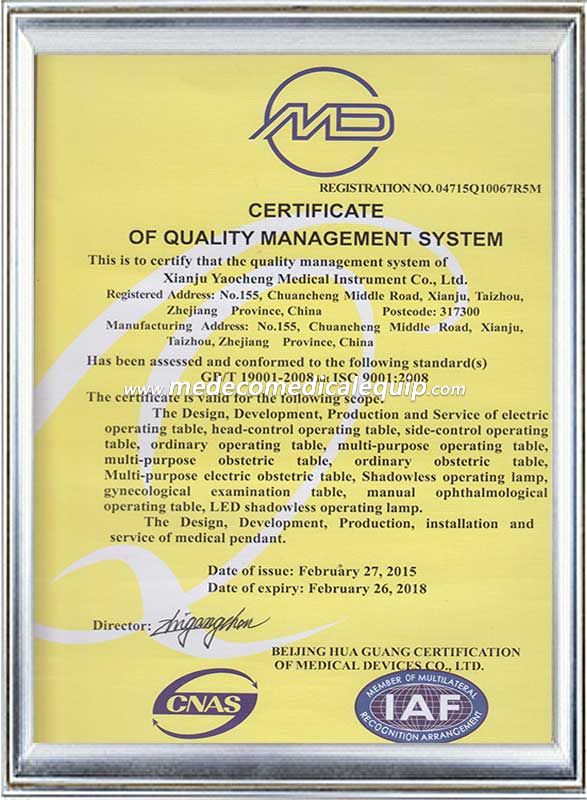 MD
REGISTRATION NO. 04715Q10067R5M
CERTIFICATE
OF QUALITY MANAGEMENT SYSTEM
This is to certify that the quality management system of
Xianju Yaocheng Medical Instrument Co., Ltd.
Registered Address: No.155, Chuancheng Middle Road, Xianju, Taizhou,
Zhejiang Province, China Postcode: 317300
Manufacturing Address: No.155, Chuancheng Middle Road, Xianju,
Taizhou, Zhejiang Province, China
Has been assessed and conformed to the following standard(s)
GB/T 19001-2008 ISO 9001:2008
www.medecomedicalequip.com
The certificate is valid for the following scope:
The Design, Development, Production and Service of electric
operating table, head-control operating table, side-control operating
table, ordinary operating table, multi-purpose operating table,
multi-purpose obstetric table, ordinary obstetric table,
Multi-purpose electric obstetric table, Shadowless operating lamp,
gynecological examination table, manual ophthalmological
operating table, LED shadowless operating lamp.
The Design, Development, Production, installation and
service of medical pendant.
Date of issue: February 27, 2015
Date of expiry: February 26, 2018
Director: zhigangchen
BEIJING HUA GUANG CERTIFICATION
OF MEDICAL DEVICES CO., LTD.
CNAS
MEMBER OF MULTILATERAL
IAF
RECOGNITION ARRANGEMENT